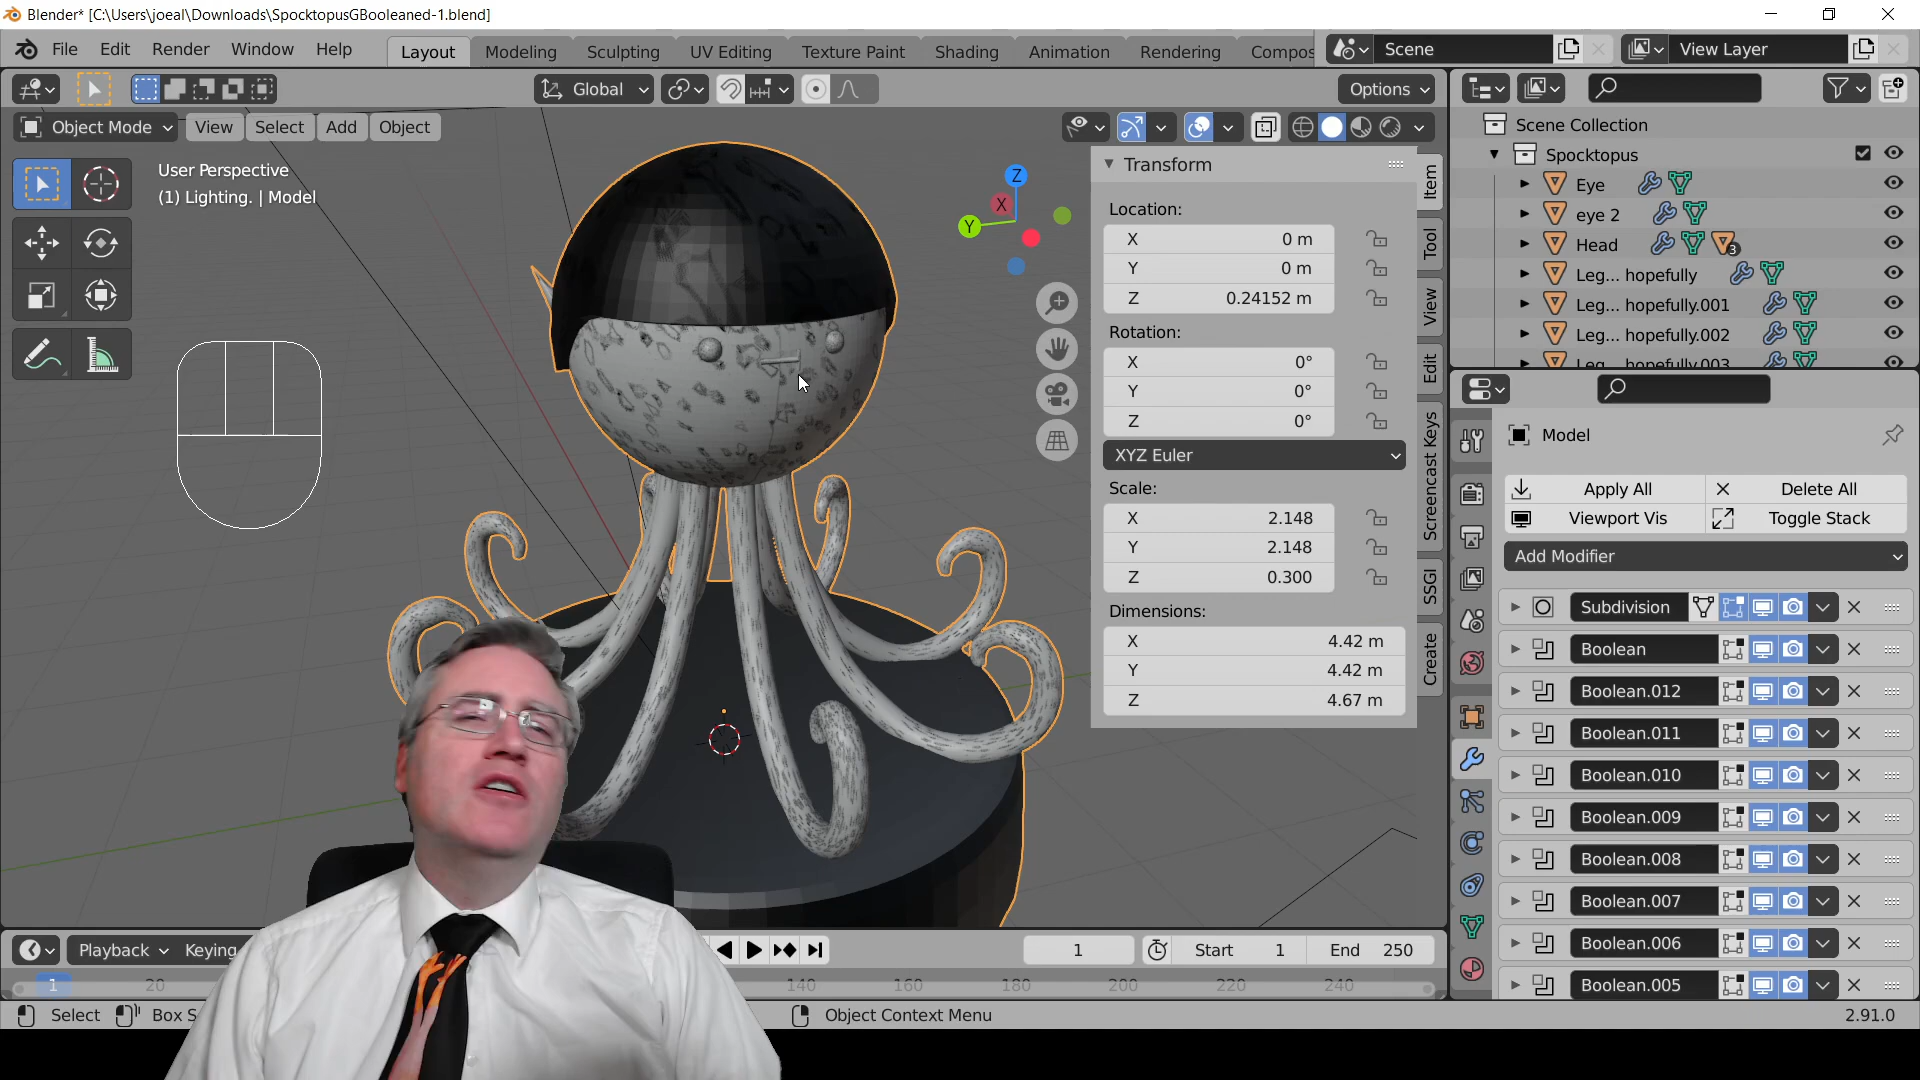 Blender* [C:\Users\joeal\Downloads\SpocktopusGBooleaned-1.blend]
File Edit Render Window Help
Layout Modeling Sculpting UV Editing Texture Paint Shading Animation Rendering Compos
Scene
View Layer
Global
Options
Object Mode View Select Add Object
User Perspective
(1) Lighting. | Model
Z
X
Y
Transform
Location:
X 0 m
Y 0 m
Z 0.24152 m
Rotation:
X 0°
Y 0°
Z 0°
XYZ Euler
Scale:
X 2.148
Y 2.148
Z 0.300
Dimensions:
X 4.42 m
Y 4.42 m
Z 4.67 m
Item
Tool
View
Edit
Screencast Keys
SSGI
Create
Scene Collection
Spocktopus
Eye
eye 2
Head 3
Leg... hopefully
Leg... hopefully.001
Leg... hopefully.002
Leg... hopefully.003
Model
Apply All Delete All
Viewport Vis Toggle Stack
Add Modifier
Subdivision
Boolean
Boolean.012
Boolean.011
Boolean.010
Boolean.009
Boolean.008
Boolean.007
Boolean.006
Boolean.005
Playback Keying
1 Start 1 End 250
1 20 140 160 180 200 220 240
Select Box S Object Context Menu 2.91.0